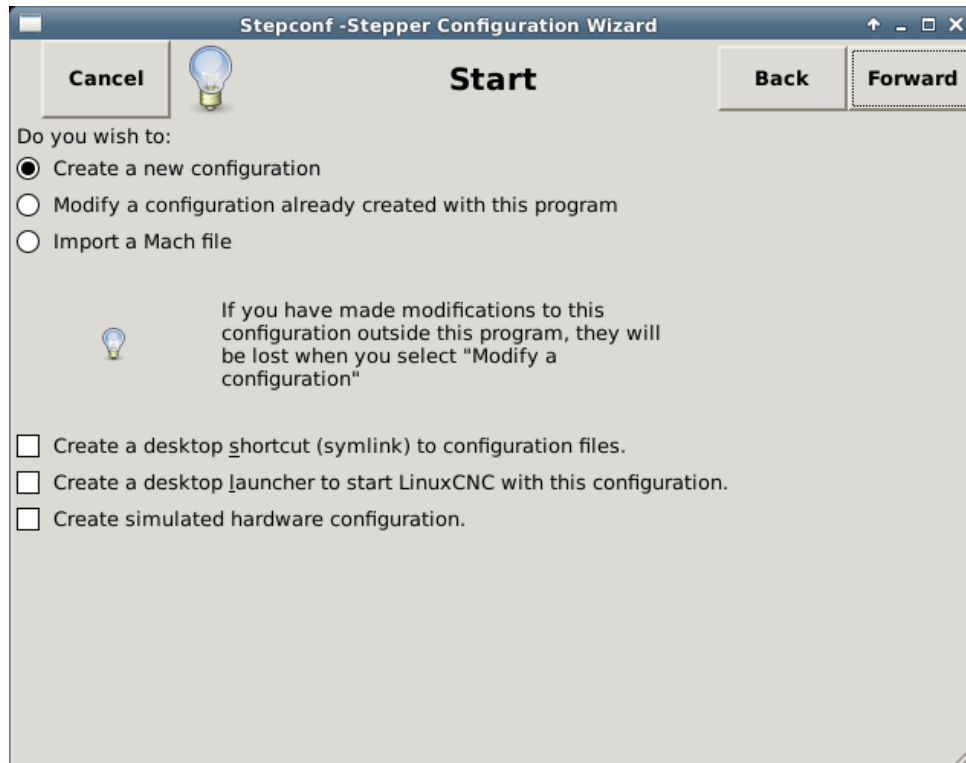 Stepconf -Stepper Configuration Wizard
Cancel
Start
Back
Forward
Do you wish to:
Create a new configuration
Modify a configuration already created with this program
Import a Mach file
If you have made modifications to this
configuration outside this program, they will
be lost when you select "Modify a
configuration"
Create a desktop shortcut (symlink) to configuration files.
Create a desktop launcher to start LinuxCNC with this configuration.
Create simulated hardware configuration.